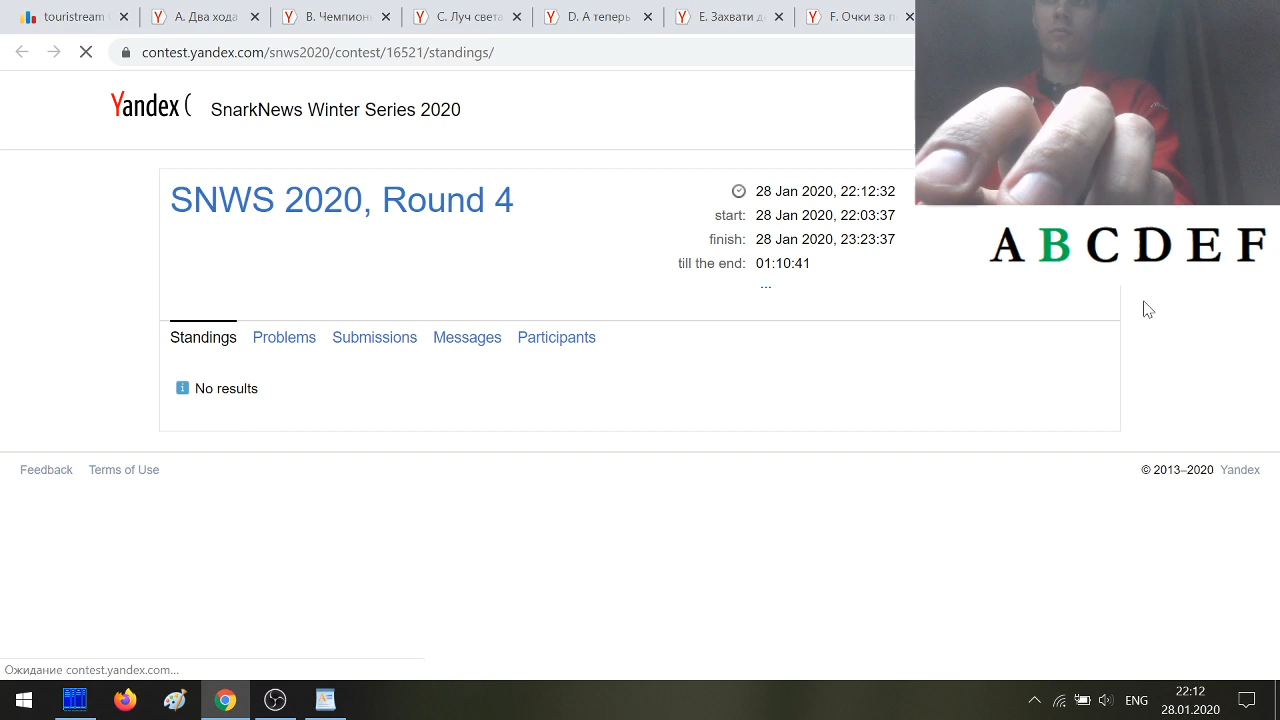 touristream
A. Два хода
B. Чемпион
C. Луч света
D. А теперь
E. Захвати д
F. Очки за п
contest.yandex.com/snws2020/contest/16521/standings/
Yandex ( SnarkNews Winter Series 2020
SNWS 2020, Round 4
28 Jan 2020, 22:12:32
start: 28 Jan 2020, 22:03:37
finish: 28 Jan 2020, 23:23:37
till the end: 01:10:41
...
A B C D E F
Standings Problems Submissions Messages Participants
No results
Feedback Terms of Use
© 2013–2020 Yandex
Ожидание contest.yandex.com...
ENG
22:12
28.01.2020